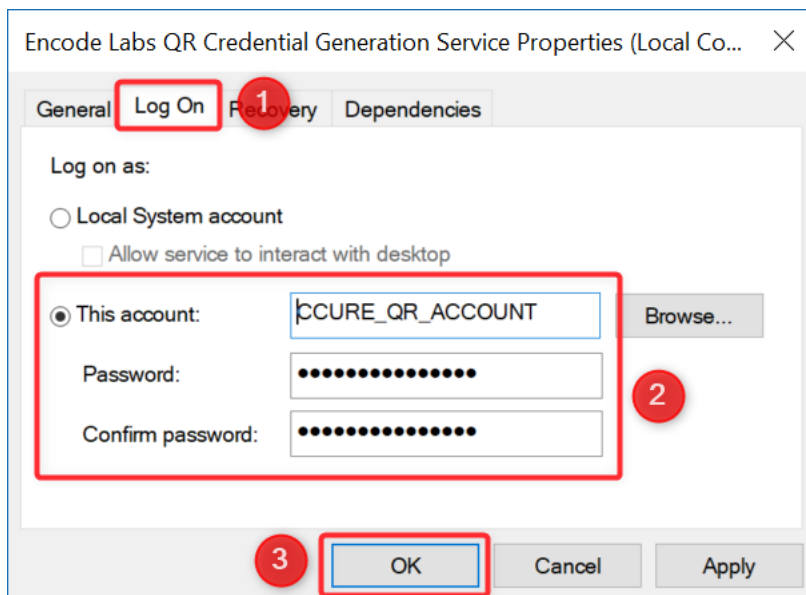 Encode Labs QR Credential Generation Service Properties (Local Co...
General Log On 1 Recovery Dependencies
Log on as:
Local System account
Allow service to interact with desktop
This account: CCURE_QR_ACCOUNT Browse...
Password: ●●●●●●●●●●●●●●●
2
Confirm password: ●●●●●●●●●●●●●●●
3 OK Cancel Apply